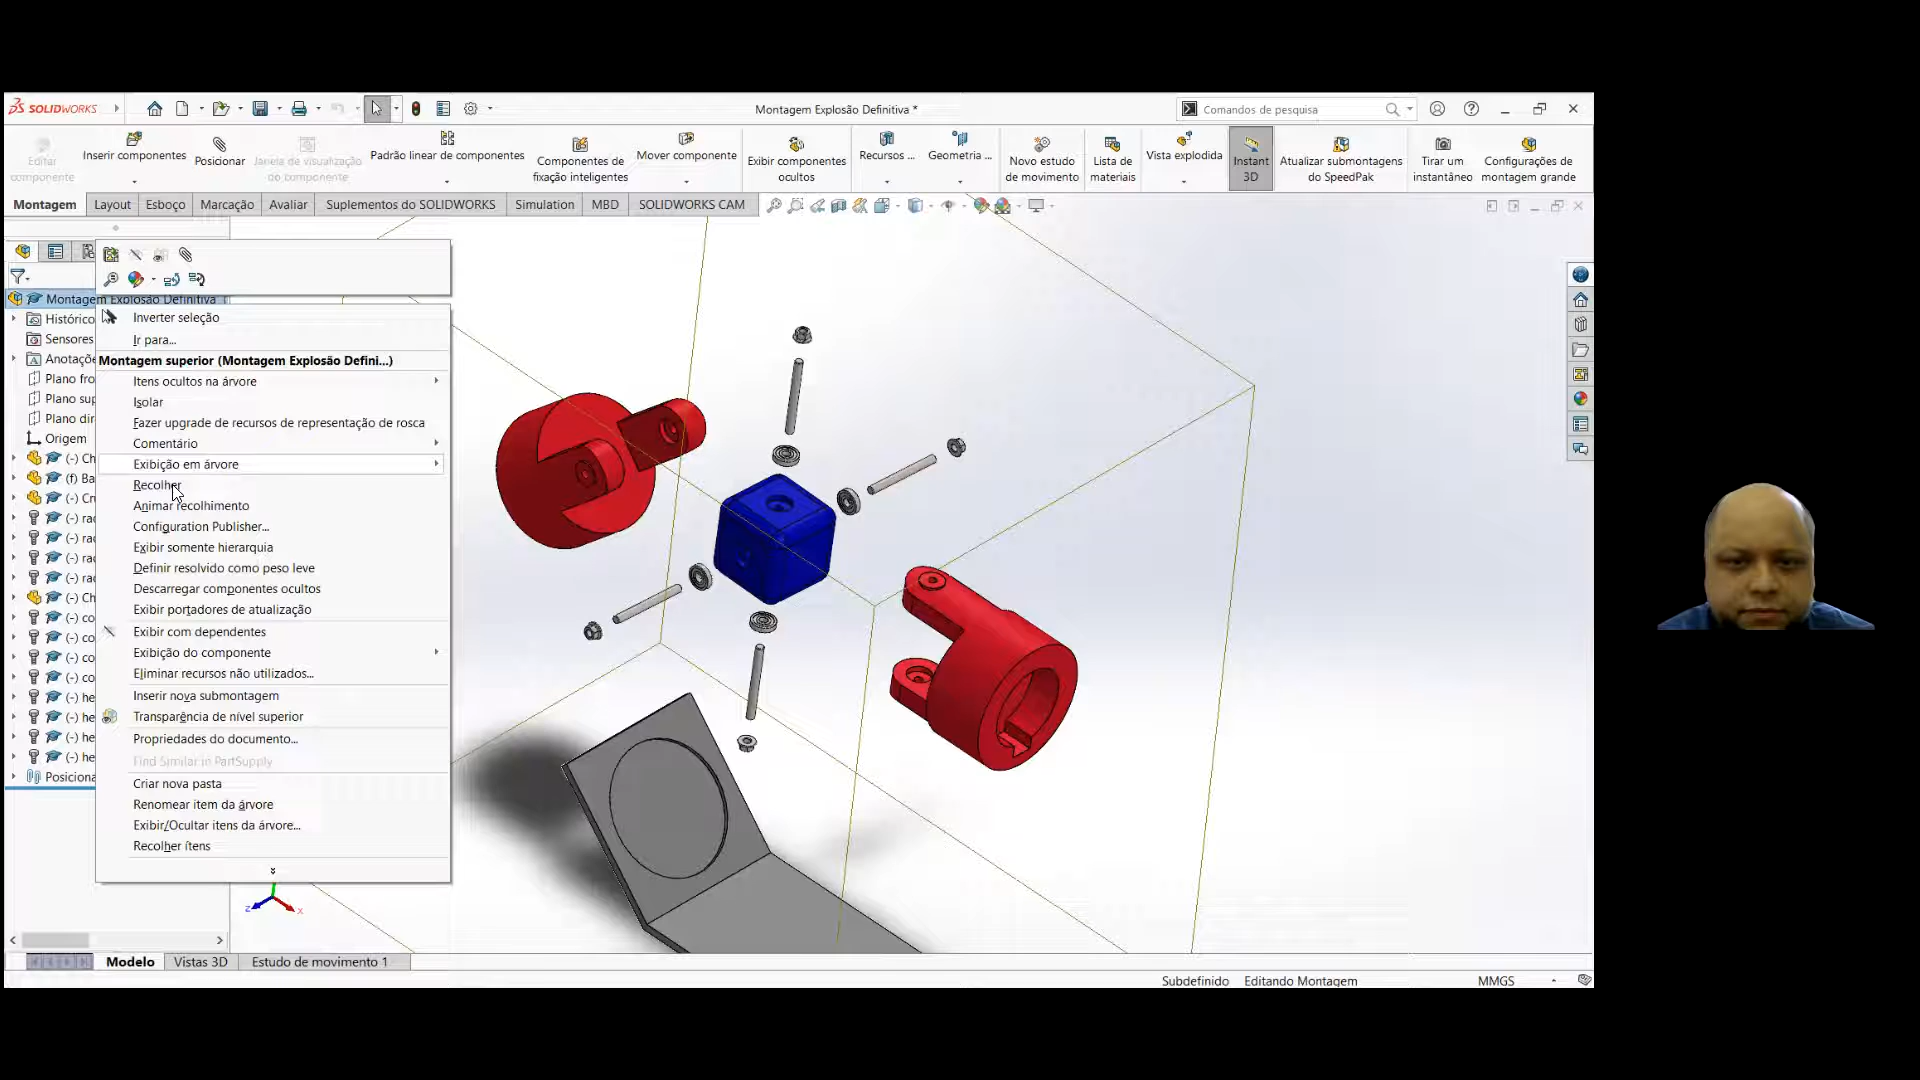 SOLIDWORKS
Montagem Explosão Definitiva *
Comandos de pesquisa
Editar componente
Inserir componentes
Posicionar
Janela de visualização do componente
Padrão linear de componentes
Componentes de fixação inteligentes
Mover componente
Exibir componentes ocultos
Recursos ...
Geometria ...
Novo estudo de movimento
Lista de materiais
Vista explodida
Instant 3D
Atualizar submontagens do SpeedPak
Tirar um instantâneo
Configurações de montagem grande
Montagem
Layout
Esboço
Marcação
Avaliar
Suplementos do SOLIDWORKS
Simulation
MBD
SOLIDWORKS CAM
Montagem Explosão Definitiva
Histórico
Sensores
Anotaçõe
Plano fro
Plano sup
Plano dir
Origem
(-) Ch
(f) Ba
(-) Cru
(-) rad
(-) rad
(-) rad
(-) rad
(-) Ch
(-) co
(-) co
(-) co
(-) co
(-) he
(-) he
(-) he
(-) he
Posiciona
Inverter seleção
Ir para...
Montagem superior (Montagem Explosão Defini...)
Itens ocultos na árvore
Isolar
Fazer upgrade de recursos de representação de rosca
Comentário
Exibição em árvore
Recolher
Animar recolhimento
Configuration Publisher...
Exibir somente hierarquia
Definir resolvido como peso leve
Descarregar componentes ocultos
Exibir portadores de atualização
Exibir com dependentes
Exibição do componente
Eliminar recursos não utilizados...
Inserir nova submontagem
Transparência de nível superior
Propriedades do documento...
Find Similar in PartSupply
Criar nova pasta
Renomear item da árvore
Exibir/Ocultar itens da árvore...
Recolher itens
Z
X
Modelo
Vistas 3D
Estudo de movimento 1
Subdefinido
Editando Montagem
MMGS